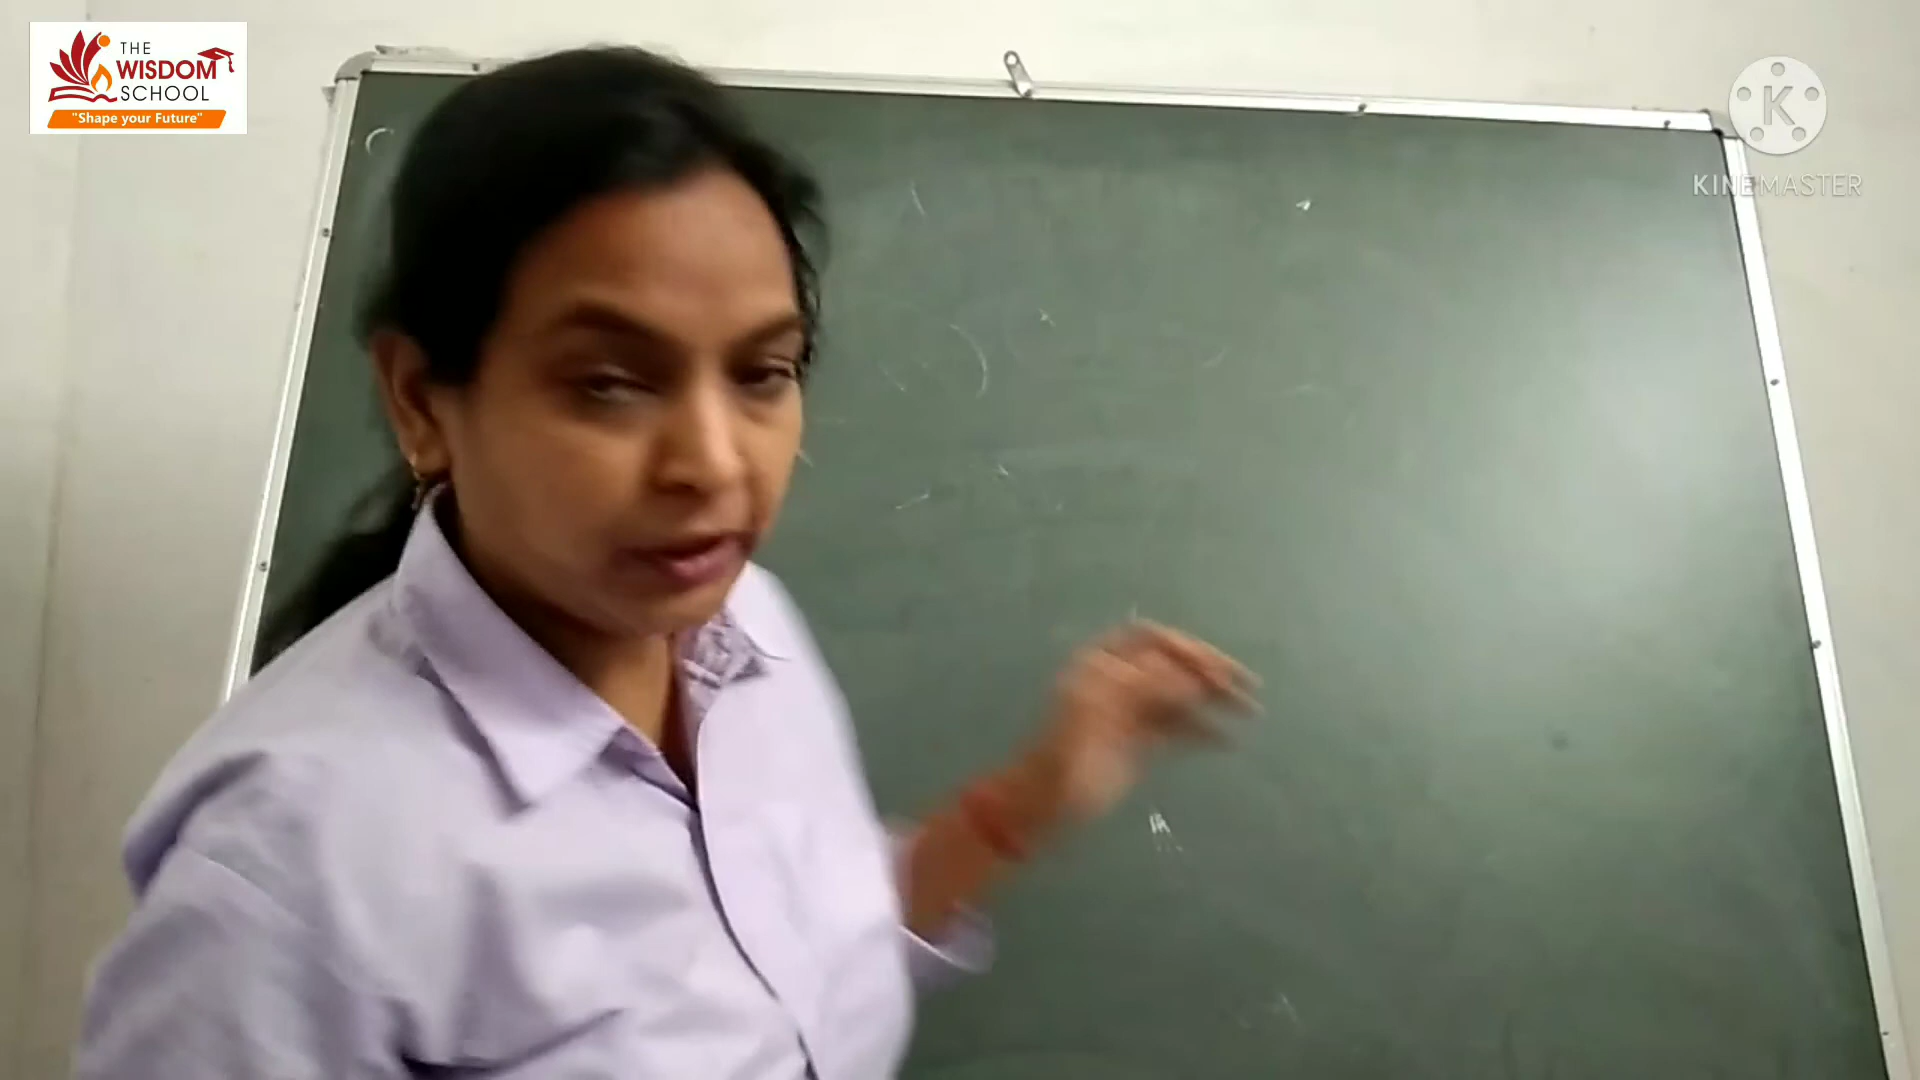 THE
WISDOM
SCHOOL
"Shape your Future"
K
KINEMASTER